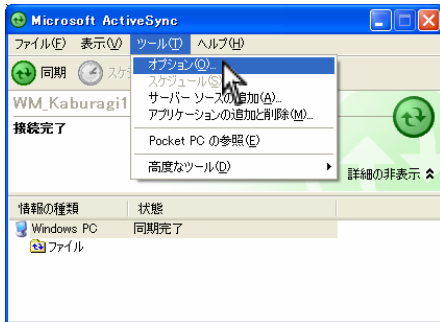 Microsoft ActiveSync
ファイル(F) 表示(V) ツール(T) ヘルプ(H)
同期 スケ
オプション(O)...
スケジュール(S)
サーバー ソースの追加(A)...
アプリケーションの追加と削除(M)...
Pocket PC の参照(E)
高度なツール(D)
WM_Kaburagi1
接続完了
詳細の非表示
情報の種類 状態
Windows PC 同期完了
ファイル